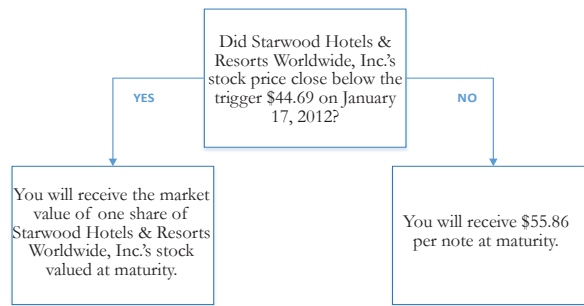 Did Starwood Hotels &
Resorts Worldwide, Inc.'s
stock price close below the
trigger $44.69 on January
17, 2012?
YES
NO
You will receive the market
value of one share of
Starwood Hotels & Resorts
Worldwide, Inc.'s stock
valued at maturity.
You will receive $55.86
per note at maturity.